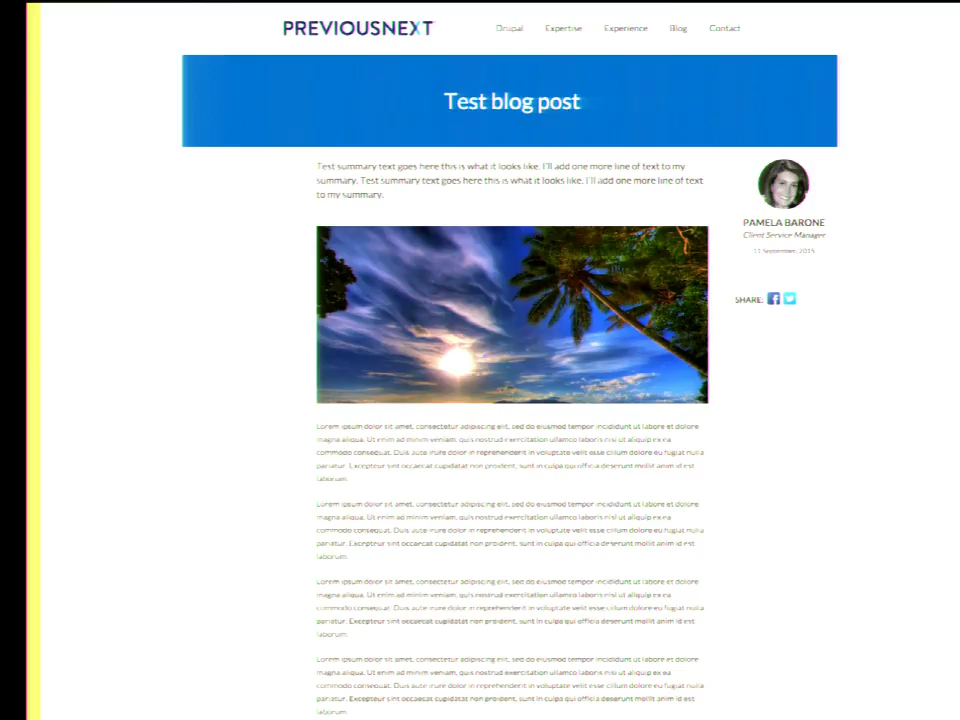 PREVIOUSNEXT
Drupal Expertise Experience Blog Contact
Test blog post
Test summary text goes here this is what it looks like. I'll add one more line of text to my
summary. Test summary text goes here this is what it looks like. I'll add one more line of text
to my summary.
PAMELA BARONE
Client Service Manager
11 September, 2015
SHARE:
Lorem ipsum dolor sit amet, consectetur adipiscing elit, sed do eiusmod tempor incididunt ut labore et dolore
magna aliqua. Ut enim ad minim veniam, quis nostrud exercitation ullamco laboris nisi ut aliquip ex ea
commodo consequat. Duis aute irure dolor in reprehenderit in voluptate velit esse cillum dolore eu fugiat nulla
pariatur. Excepteur sint occaecat cupidatat non proident, sunt in culpa qui officia deserunt mollit anim id est
laborum.
Lorem ipsum dolor sit amet, consectetur adipiscing elit, sed do eiusmod tempor incididunt ut labore et dolore
magna aliqua. Ut enim ad minim veniam, quis nostrud exercitation ullamco laboris nisi ut aliquip ex ea
commodo consequat. Duis aute irure dolor in reprehenderit in voluptate velit esse cillum dolore eu fugiat nulla
pariatur. Excepteur sint occaecat cupidatat non proident, sunt in culpa qui officia deserunt mollit anim id est
laborum.
Lorem ipsum dolor sit amet, consectetur adipiscing elit, sed do eiusmod tempor incididunt ut labore et dolore
magna aliqua. Ut enim ad minim veniam, quis nostrud exercitation ullamco laboris nisi ut aliquip ex ea
commodo consequat. Duis aute irure dolor in reprehenderit in voluptate velit esse cillum dolore eu fugiat nulla
pariatur. Excepteur sint occaecat cupidatat non proident, sunt in culpa qui officia deserunt mollit anim id est
laborum.
Lorem ipsum dolor sit amet, consectetur adipiscing elit, sed do eiusmod tempor incididunt ut labore et dolore
magna aliqua. Ut enim ad minim veniam, quis nostrud exercitation ullamco laboris nisi ut aliquip ex ea
commodo consequat. Duis aute irure dolor in reprehenderit in voluptate velit esse cillum dolore eu fugiat nulla
pariatur. Excepteur sint occaecat cupidatat non proident, sunt in culpa qui officia deserunt mollit anim id est
laborum.